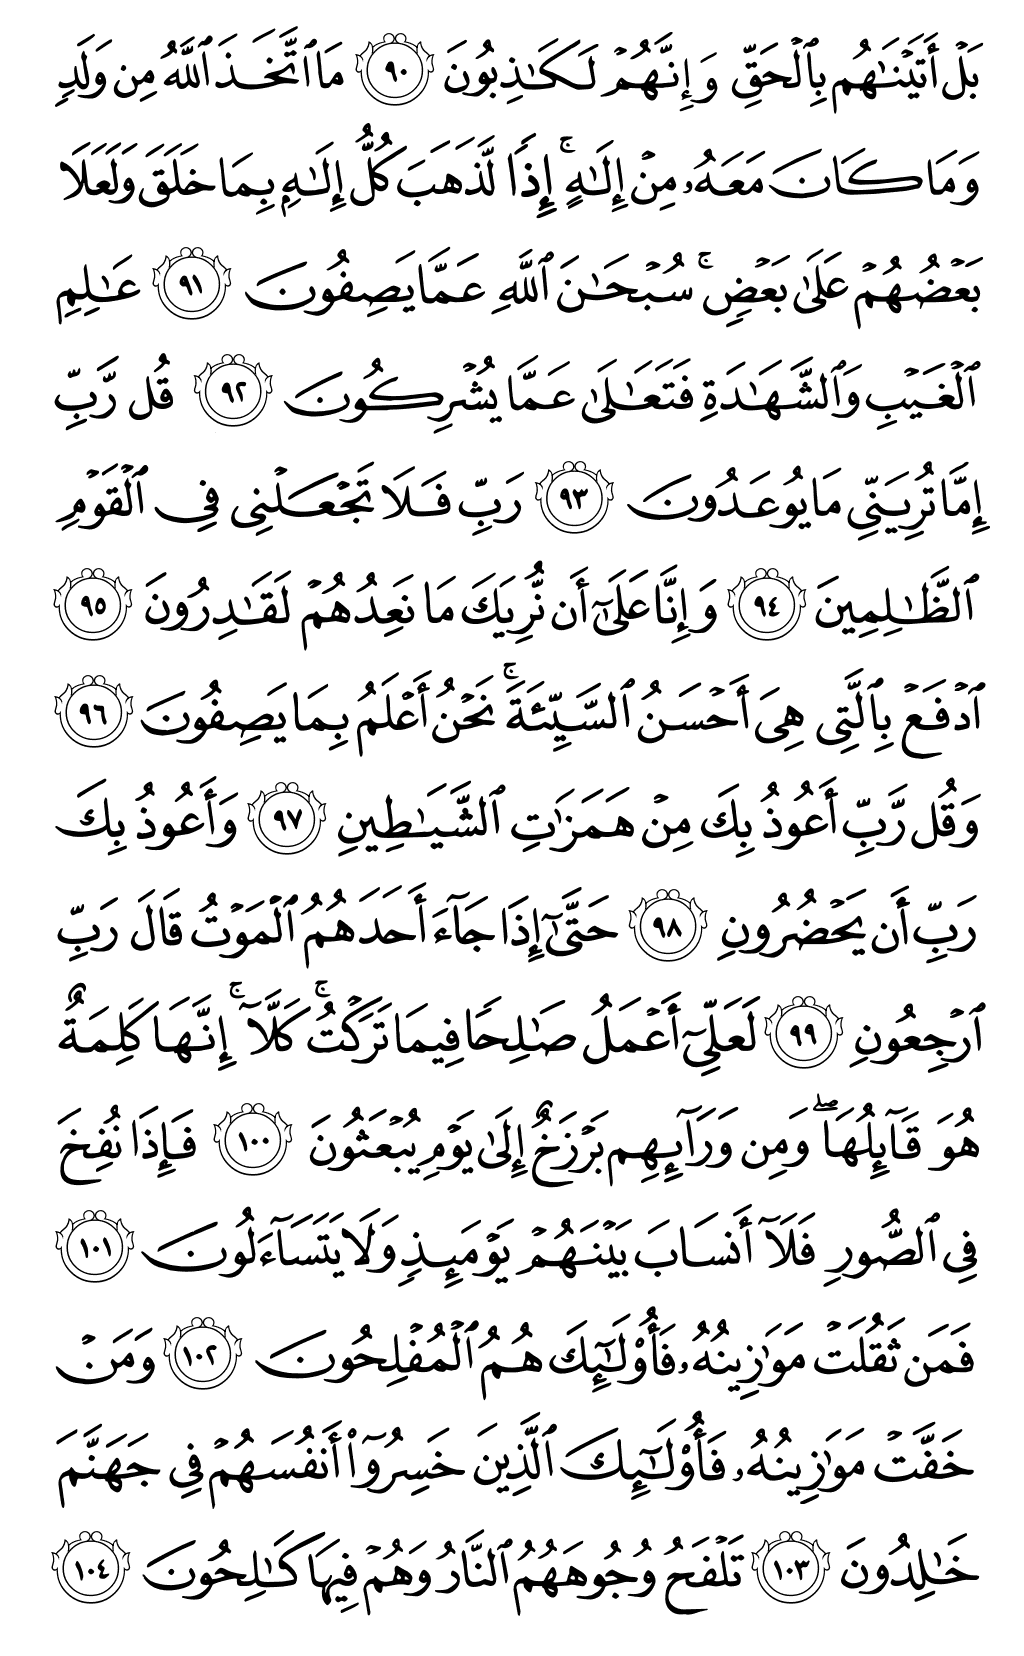 بَلْ أَتَيْنَٰهُم بِٱلْحَقِّ وَإِنَّهُمْ لَكَٰذِبُونَ ٩٠ مَا ٱتَّخَذَ ٱللَّهُ مِن وَلَدٍ
وَمَا كَانَ مَعَهُۥ مِنْ إِلَٰهٍ ۚ إِذًا لَّذَهَبَ كُلُّ إِلَٰهٍۭ بِمَا خَلَقَ وَلَعَلَا
بَعْضُهُمْ عَلَىٰ بَعْضٍ ۚ سُبْحَٰنَ ٱللَّهِ عَمَّا يَصِفُونَ ٩١ عَٰلِمِ
ٱلْغَيْبِ وَٱلشَّهَٰدَةِ فَتَعَٰلَىٰ عَمَّا يُشْرِكُونَ ٩٢ قُل رَّبِّ
إِمَّا تُرِيَنِّى مَا يُوعَدُونَ ٩٣ رَبِّ فَلَا تَجْعَلْنِى فِى ٱلْقَوْمِ
ٱلظَّٰلِمِينَ ٩٤ وَإِنَّا عَلَىٰٓ أَن نُّرِيَكَ مَا نَعِدُهُمْ لَقَٰدِرُونَ ٩٥
ٱدْفَعْ بِٱلَّتِى هِىَ أَحْسَنُ ٱلسَّيِّئَةَ ۚ نَحْنُ أَعْلَمُ بِمَا يَصِفُونَ ٩٦
وَقُل رَّبِّ أَعُوذُ بِكَ مِنْ هَمَزَٰتِ ٱلشَّيَٰطِينِ ٩٧ وَأَعُوذُ بِكَ
رَبِّ أَن يَحْضُرُونِ ٩٨ حَتَّىٰٓ إِذَا جَآءَ أَحَدَهُمُ ٱلْمَوْتُ قَالَ رَبِّ
ٱرْجِعُونِ ٩٩ لَعَلِّىٓ أَعْمَلُ صَٰلِحًا فِيمَا تَرَكْتُ ۚ كَلَّآ ۚ إِنَّهَا كَلِمَةٌ
هُوَ قَآئِلُهَا ۖ وَمِن وَرَآئِهِم بَرْزَخٌ إِلَىٰ يَوْمِ يُبْعَثُونَ ١٠٠ فَإِذَا نُفِخَ
فِى ٱلصُّورِ فَلَآ أَنسَابَ بَيْنَهُمْ يَوْمَئِذٍ وَلَا يَتَسَآءَلُونَ ١٠١
فَمَن ثَقُلَتْ مَوَٰزِينُهُۥ فَأُو۟لَٰٓئِكَ هُمُ ٱلْمُفْلِحُونَ ١٠٢ وَمَنْ
خَفَّتْ مَوَٰزِينُهُۥ فَأُو۟لَٰٓئِكَ ٱلَّذِينَ خَسِرُوٓا۟ أَنفُسَهُمْ فِى جَهَنَّمَ
خَٰلِدُونَ ١٠٣ تَلْفَحُ وُجُوهَهُمُ ٱلنَّارُ وَهُمْ فِيهَا كَٰلِحُونَ ١٠٤